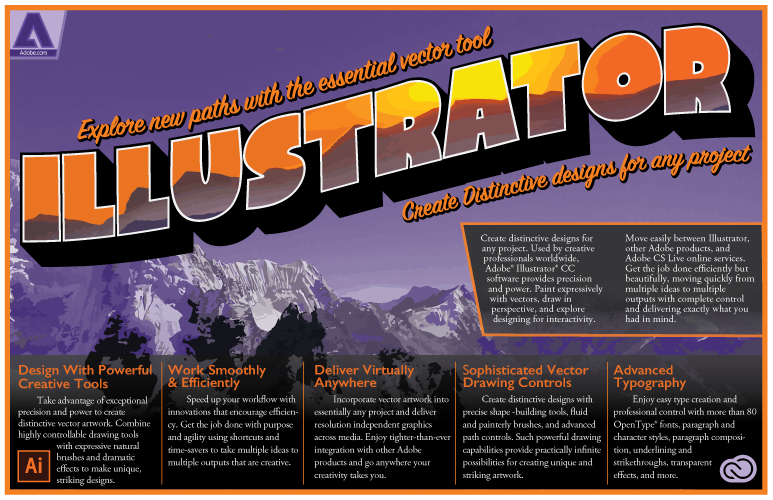 Adobe.com
Explore new paths with the essential vector tool
ILLUSTRATOR
Create Distinctive designs for any project
Create distinctive designs for
any project. Used by creative
professionals worldwide,
Adobe® Illustrator® CC
software provides precision
and power. Paint expressively
with vectors, draw in
perspective, and explore
designing for interactivity.
Move easily between Illustrator,
other Adobe products, and
Adobe CS Live online services.
Get the job done efficiently but
beautifully, moving quickly from
multiple ideas to multiple
outputs with complete control
and delivering exactly what you
had in mind.
Design With Powerful
Creative Tools
Take advantage of exceptional
precision and power to create
distinctive vector artwork. Combine
highly controllable drawing tools
with expressive natural
brushes and dramatic
effects to make unique,
striking designs.
Ai
Work Smoothly
& Efficiently
Speed up your workflow with
innovations that encourage efficien-
cy. Get the job done with purpose
and agility using shortcuts and
time-savers to take multiple ideas to
multiple outputs that are creative.
Deliver Virtually
Anywhere
Incorporate vector artwork into
essentially any project and deliver
resolution independent graphics
across media. Enjoy tighter-than-ever
integration with other Adobe
products and go anywhere your
creativity takes you.
Sophisticated Vector
Drawing Controls
Create distinctive designs with
precise shape -building tools, fluid
and painterly brushes, and advanced
path controls. Such powerful drawing
capabilities provide practically infinite
possibilities for creating unique and
striking artwork.
Advanced
Typography
Enjoy easy type creation and
professional control with more than 80
OpenType® fonts, paragraph and
character styles, paragraph composi-
tion, underlining and
strikethroughs, transparent
effects, and more.